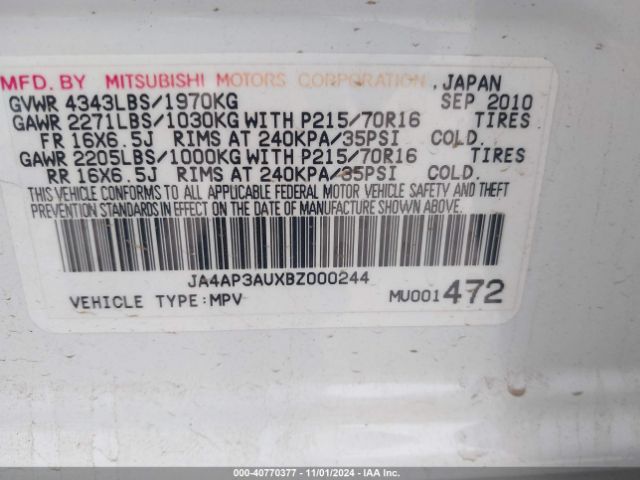 MFD. BY MITSUBISHI MOTORS CORPORATION, JAPAN
GVWR 4343LBS/1970KG SEP 2010
GAWR 2271LBS/1030KG WITH P215/70R16 TIRES
FR 16X6.5J RIMS AT 240KPA/35PSI COLD.
GAWR 2205LBS/1000KG WITH P215/70R16 TIRES
RR 16X6.5J RIMS AT 240KPA/35PSI COLD.
THIS VEHICLE CONFORMS TO ALL APPLICABLE FEDERAL MOTOR VEHICLE SAFETY AND THEFT
PREVENTION STANDARDS IN EFFECT ON THE DATE OF MANUFACTURE SHOWN ABOVE.
JA4AP3AUXBZ000244
VEHICLE TYPE:MPV MU001472
000-40770377 - 11/01/2024 - IAAI.COM